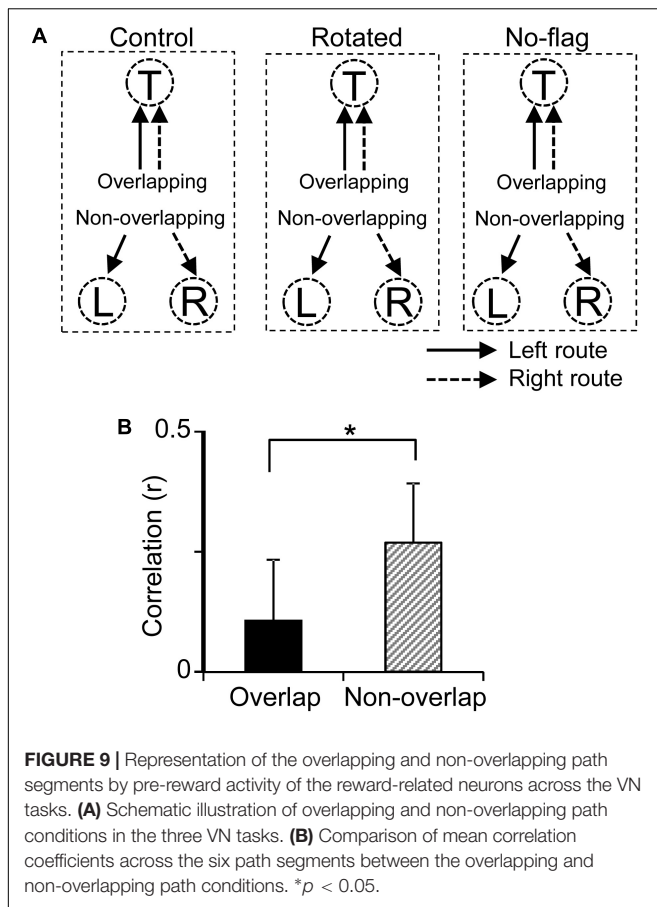 A Control Rotated No-flag
T T T
Overlapping Overlapping Overlapping
Non-overlapping Non-overlapping Non-overlapping
L R L R L R
Left route
Right route
B 0.5
*
Correlation (r)
0
Overlap Non-overlap
FIGURE 9 | Representation of the overlapping and non-overlapping path
segments by pre-reward activity of the reward-related neurons across the VN
tasks. (A) Schematic illustration of overlapping and non-overlapping path
conditions in the three VN tasks. (B) Comparison of mean correlation
coefficients across the six path segments between the overlapping and
non-overlapping path conditions. *p < 0.05.